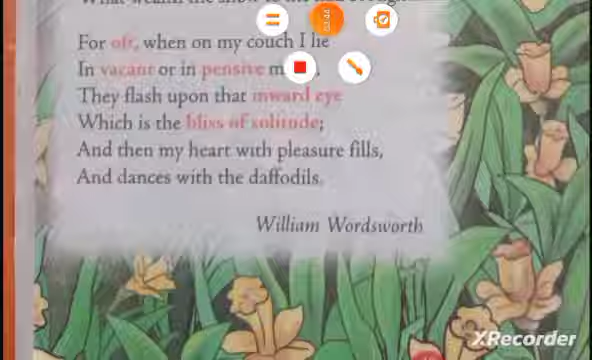 For oft, when on my couch I lie
In vacant or in pensive
They flash upon that inward eye
Which is the bliss of solitude;
And then my heart with pleasure fills,
And dances with the daffodils.
William Wordsworth
XRecorder